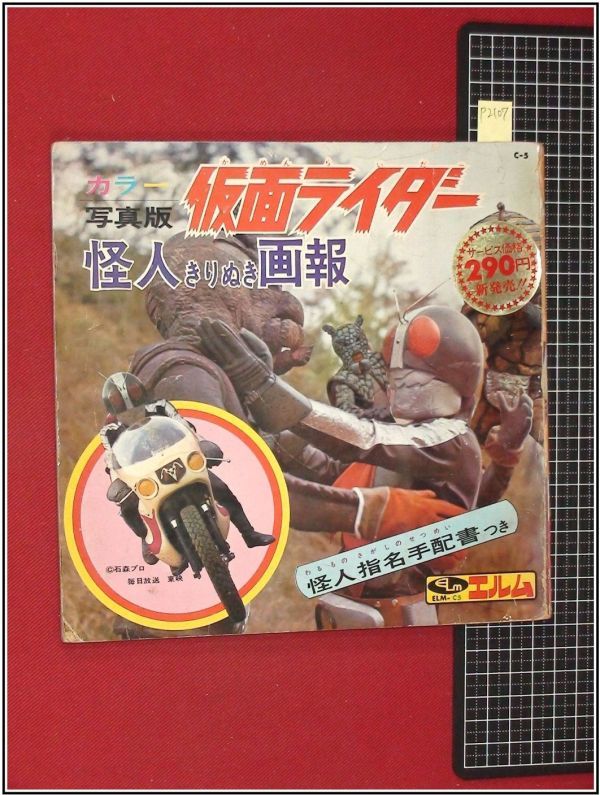 P2107
C-5
カラー
写真版
かめんらいだー
仮面ライダー
怪人きりぬき画報
サービス価格
290円
新発売!!
わるものさがしのせつめい
怪人指名手配書つき
©石森プロ
毎日放送 東映
ELM エルム
ELM-C5